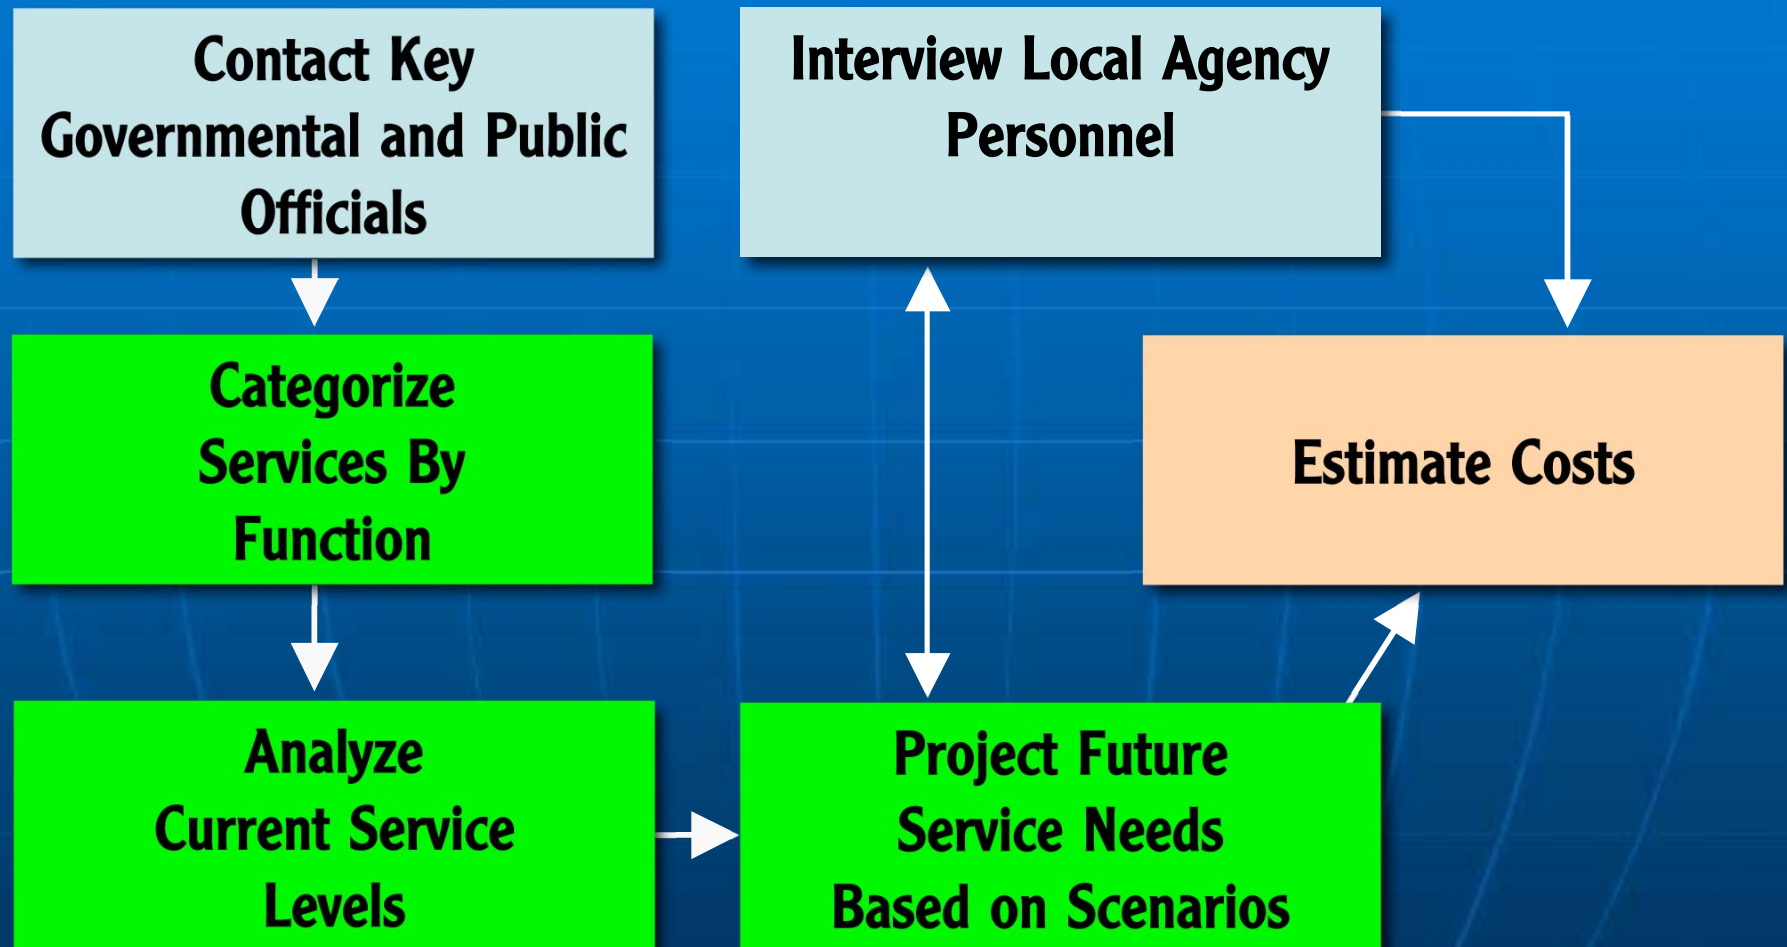 Contact Key
Governmental and Public
Officials
Interview Local Agency
Personnel
Categorize
Services By
Function
Estimate Costs
Analyze
Current Service
Levels
Project Future
Service Needs
Based on Scenarios